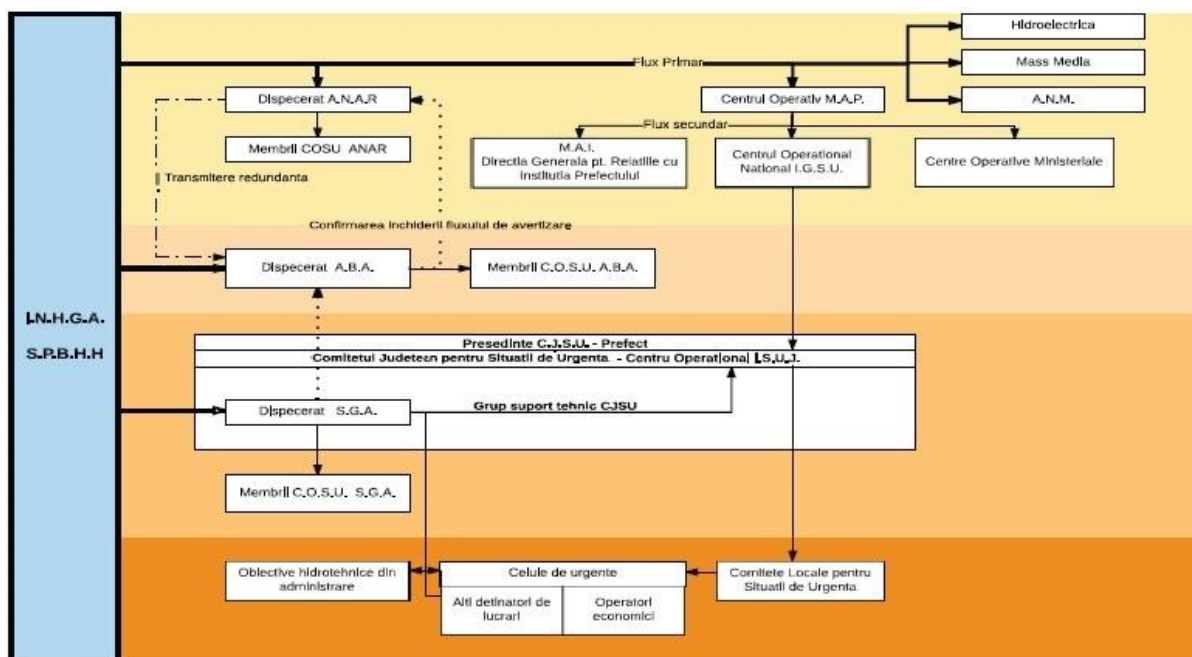 I.N.H.G.A.
S.P.B.H.H
Flux Primar
Hidroelectrica
Mass Media
A.N.M.
Dispecerat A.N.A.R
Centrul Operativ M.A.P.
Membrii COSU ANAR
Flux secundar
M.A.I.
Directia Generala pt. Relatiile cu
Institutia Prefectului
Centrul Operational
National I.G.S.U.
Centre Operative Ministeriale
Transmitere redundanta
Confirmarea inchiderii fluxului de avertizare
Dispecerat A.B.A.
Membrii C.O.S.U. A.B.A.
Presedinte C.J.S.U. - Prefect
Comitetul Judetean pentru Situatii de Urgenta - Centru Operational I.S.U.J.
Dispecerat S.G.A.
Grup suport tehnic CJSU
Membrii C.O.S.U. S.G.A.
Obiective hidrotehnice din
administrare
Celule de urgente
Alti detinatori de
lucrari
Operatori
economici
Comitete Locale pentru
Situatii de Urgenta